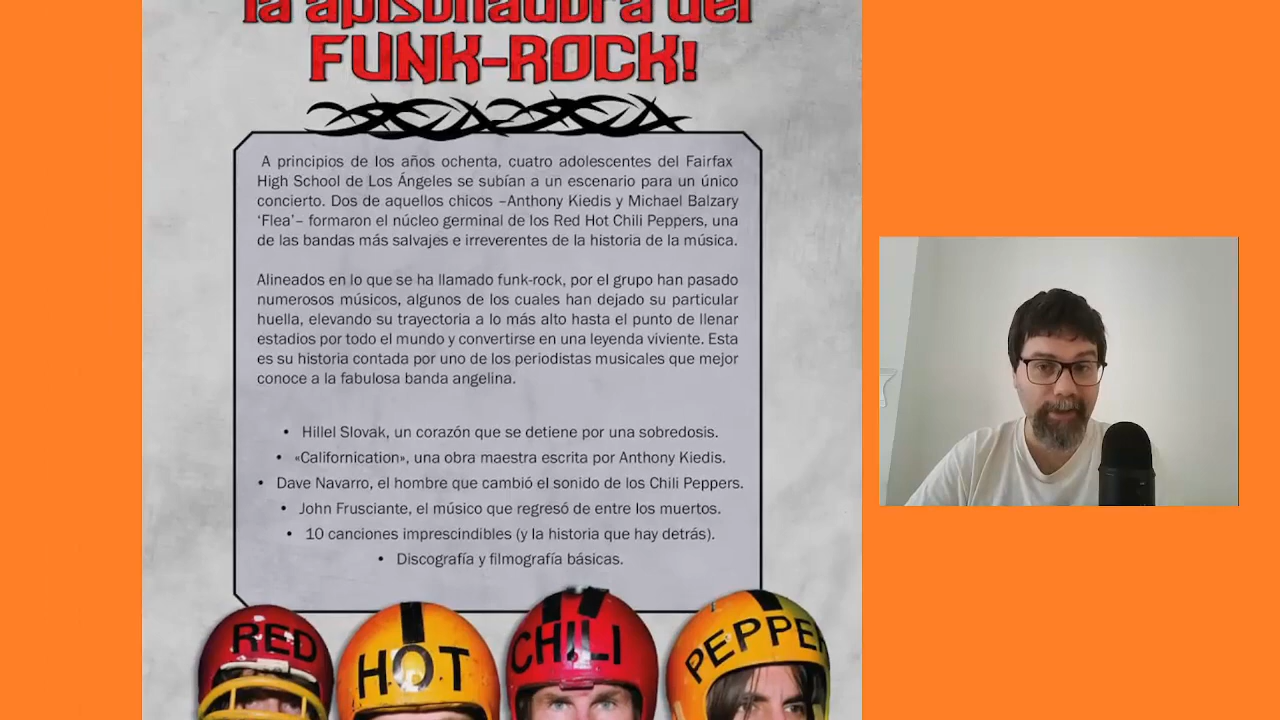 la apisonadora del
FUNK-ROCK!
A principios de los años ochenta, cuatro adolescentes del Fairfax
High School de Los Ángeles se subían a un escenario para un único
concierto. Dos de aquellos chicos –Anthony Kiedis y Michael Balzary
‘Flea’– formaron el núcleo germinal de los Red Hot Chili Peppers, una
de las bandas más salvajes e irreverentes de la historia de la música.
Alineados en lo que se ha llamado funk-rock, por el grupo han pasado
numerosos músicos, algunos de los cuales han dejado su particular
huella, elevando su trayectoria a lo más alto hasta el punto de llenar
estadios por todo el mundo y convertirse en una leyenda viviente. Esta
es su historia contada por uno de los periodistas musicales que mejor
conoce a la fabulosa banda angelina.
• Hillel Slovak, un corazón que se detiene por una sobredosis.
• «Californication», una obra maestra escrita por Anthony Kiedis.
• Dave Navarro, el hombre que cambió el sonido de los Chili Peppers.
• John Frusciante, el músico que regresó de entre los muertos.
• 10 canciones imprescindibles (y la historia que hay detrás).
• Discografía y filmografía básicas.
RED HOT CHILI PEPPER